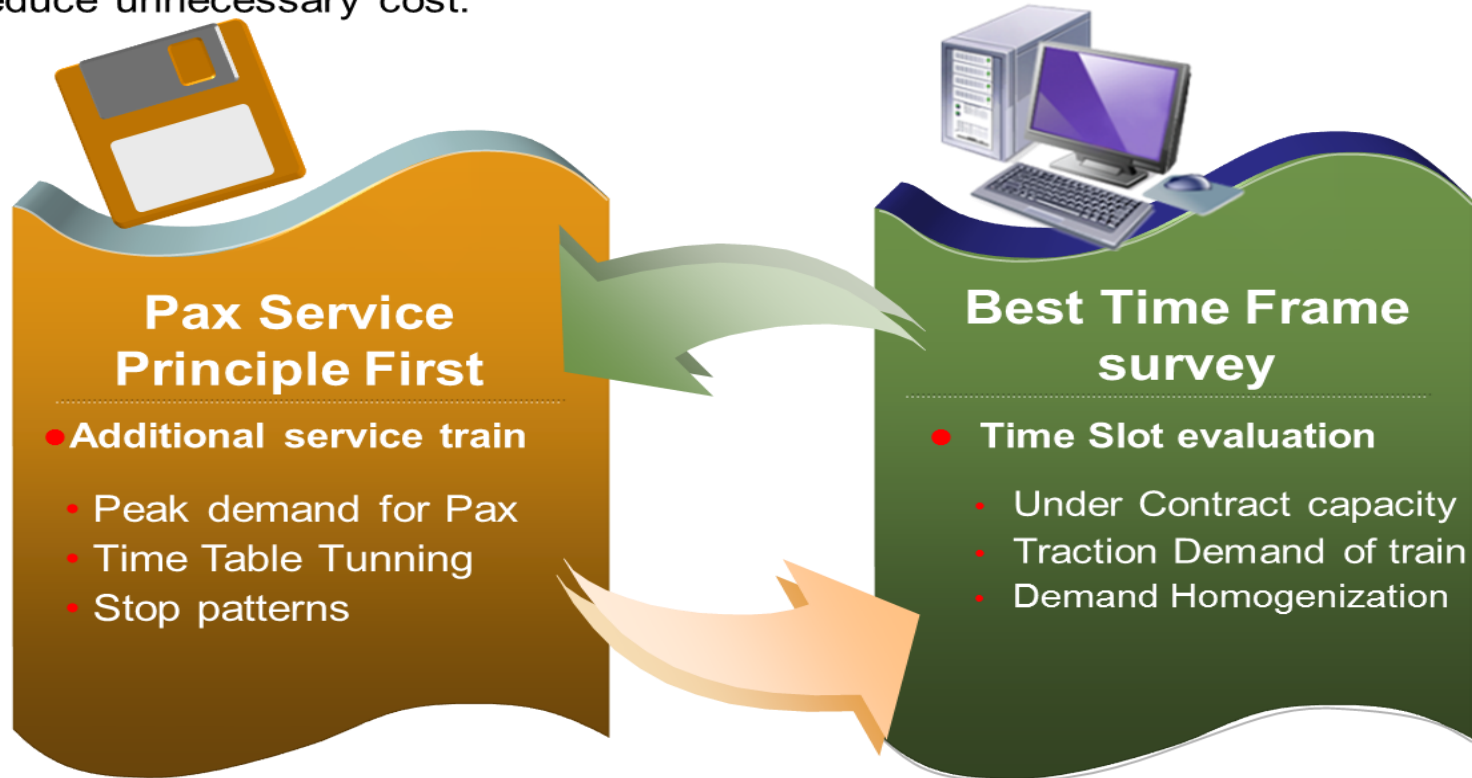 reduce unnecessary cost.
Pax Service
Principle First
•Additional service train
• Peak demand for Pax
• Time Table Tunning
• Stop patterns
Best Time Frame
survey
• Time Slot evaluation
• Under Contract capacity
• Traction Demand of train
• Demand Homogenization